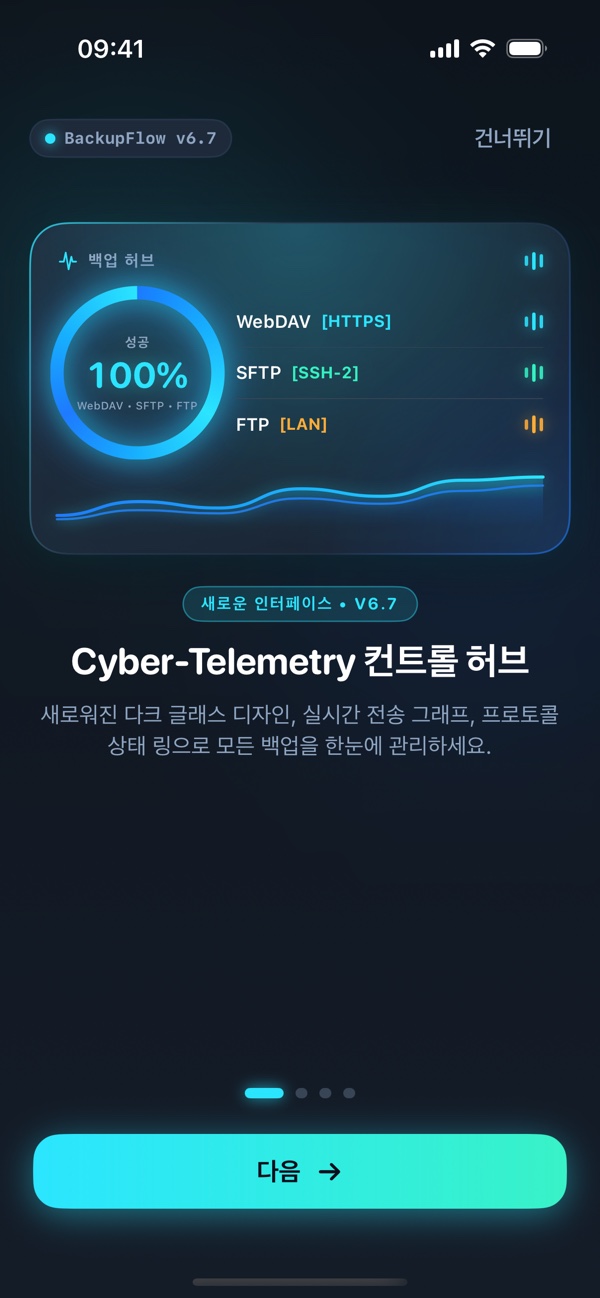 09:41
BackupFlow v6.7
건너뛰기
백업 허브
성공
100%
WebDAV • SFTP • FTP
WebDAV [HTTPS]
SFTP [SSH-2]
FTP [LAN]
새로운 인터페이스 • V6.7
Cyber-Telemetry 컨트롤 허브
새로워진 다크 글래스 디자인, 실시간 전송 그래프, 프로토콜
상태 링으로 모든 백업을 한눈에 관리하세요.
다음 →